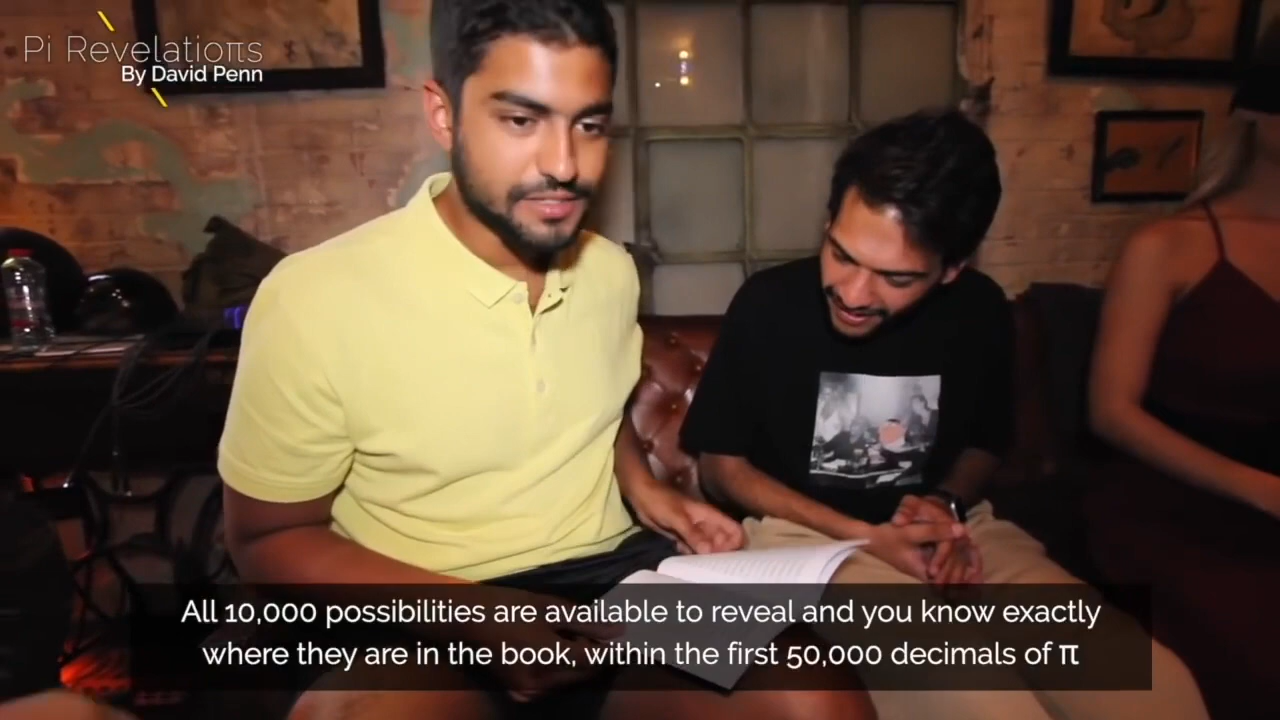 Pi Revelatioπs
By David Penn
All 10,000 possibilities are available to reveal and you know exactly
where they are in the book, within the first 50,000 decimals of π